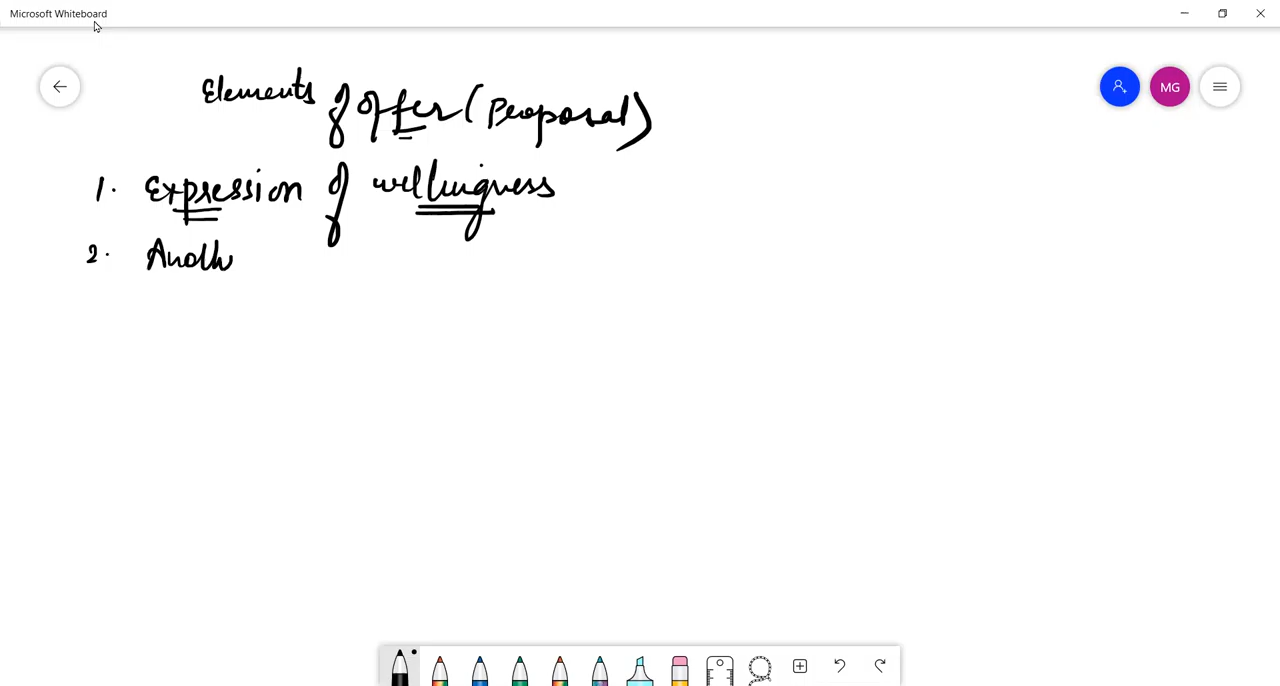 Microsoft Whiteboard
MG
Elements of offer (Proposal)
1. Expression of willingness
2. Anoth